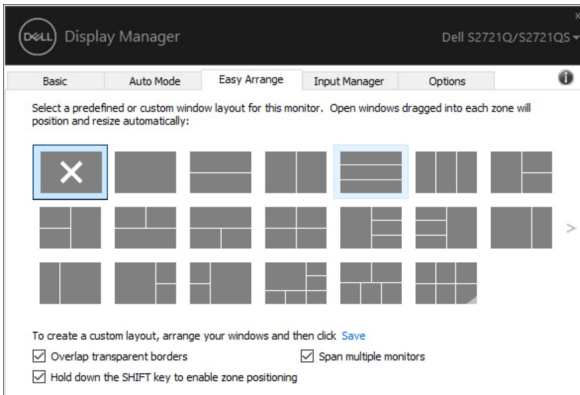 x
DELL Display Manager Dell S2721Q/S2721QS
Basic Auto Mode Easy Arrange Input Manager Options
Select a predefined or custom window layout for this monitor. Open windows dragged into each zone will
position and resize automatically:
To create a custom layout, arrange your windows and then click Save
Overlap transparent borders Span multiple monitors
Hold down the SHIFT key to enable zone positioning